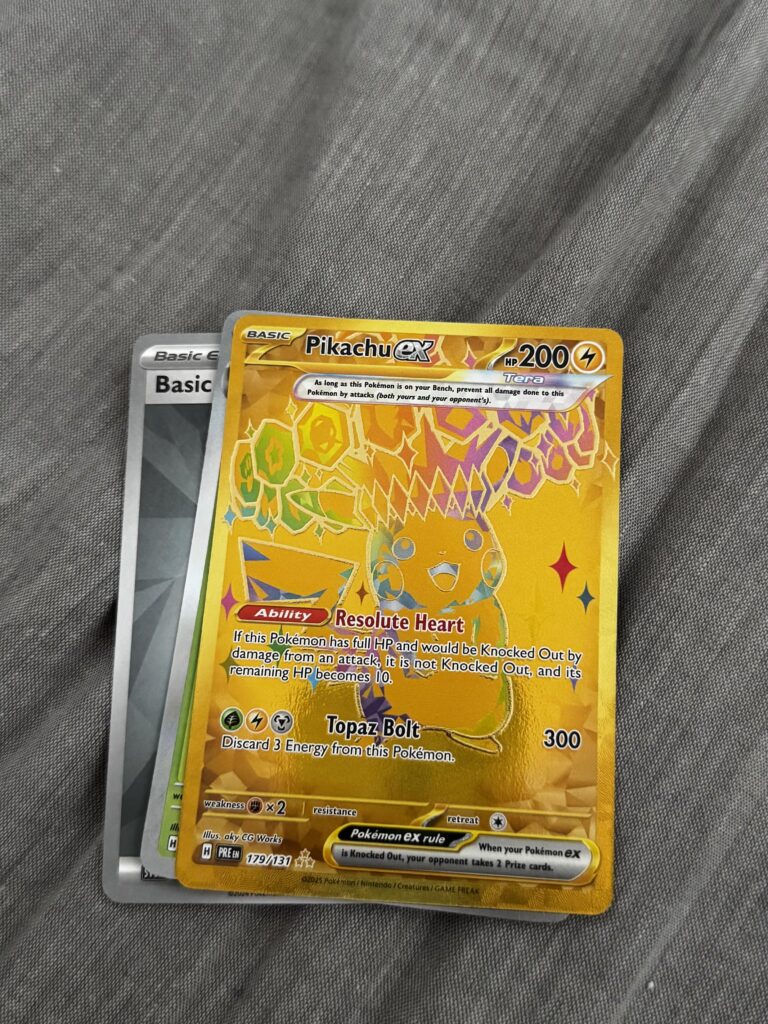 Basic E
Basic
BASIC
Pikachu ex
HP 200
Tera
As long as this Pokémon is on your Bench, prevent all damage done to this
Pokémon by attacks (both yours and your opponent's).
Ability Resolute Heart
If this Pokémon has full HP and would be Knocked Out by
damage from an attack, it is not Knocked Out, and its
remaining HP becomes 10.
Topaz Bolt 300
Discard 3 Energy from this Pokémon.
weakness ×2 resistance retreat
Illus. aky CG Works
Pokémon ex rule When your Pokémon ex
is Knocked Out, your opponent takes 2 Prize cards.
H PRE EN 179/131
©2025 Pokémon / Nintendo / Creatures / GAME FREAK
H